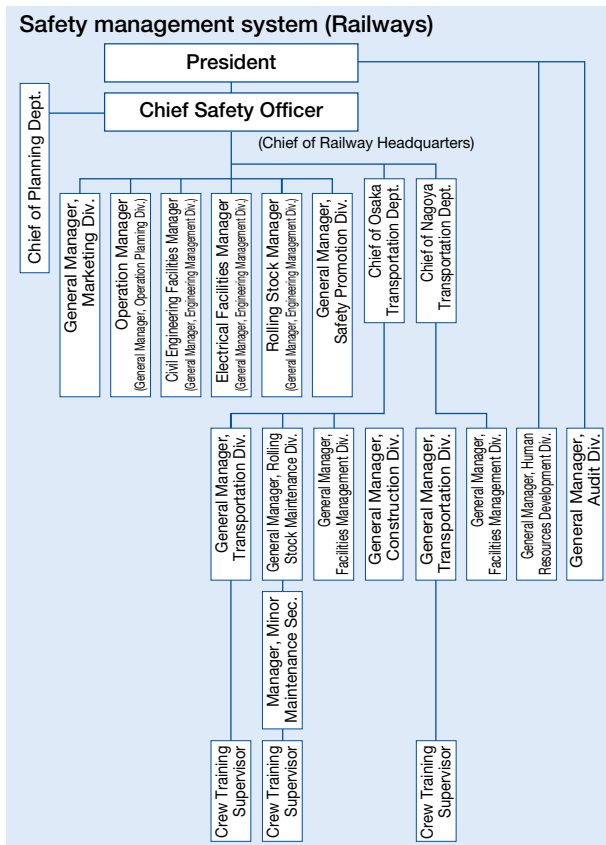 Safety management system (Railways)
President
Chief of Planning Dept.
Chief Safety Officer
(Chief of Railway Headquarters)
General Manager,
Marketing Div.
Operation Manager
(General Manager, Operation Planning Div.)
Civil Engineering Facilities Manager
(General Manager, Engineering Management Div.)
Electrical Facilities Manager
(General Manager, Engineering Management Div.)
Rolling Stock Manager
(General Manager, Engineering Management Div.)
General Manager,
Safety Promotion Div.
Chief of Osaka
Transportation Dept.
Chief of Nagoya
Transportation Dept.
General Manager,
Transportation Div.
General Manager, Rolling
Stock Maintenance Div.
General Manager,
Facilities Management Div.
General Manager,
Construction Div.
General Manager,
Transportation Div.
General Manager,
Facilities Management Div.
General Manager, Human
Resources Development Div.
General Manager,
Audit Div.
Manager, Minor
Maintenance Sec.
Crew Training
Supervisor
Crew Training
Supervisor
Crew Training
Supervisor